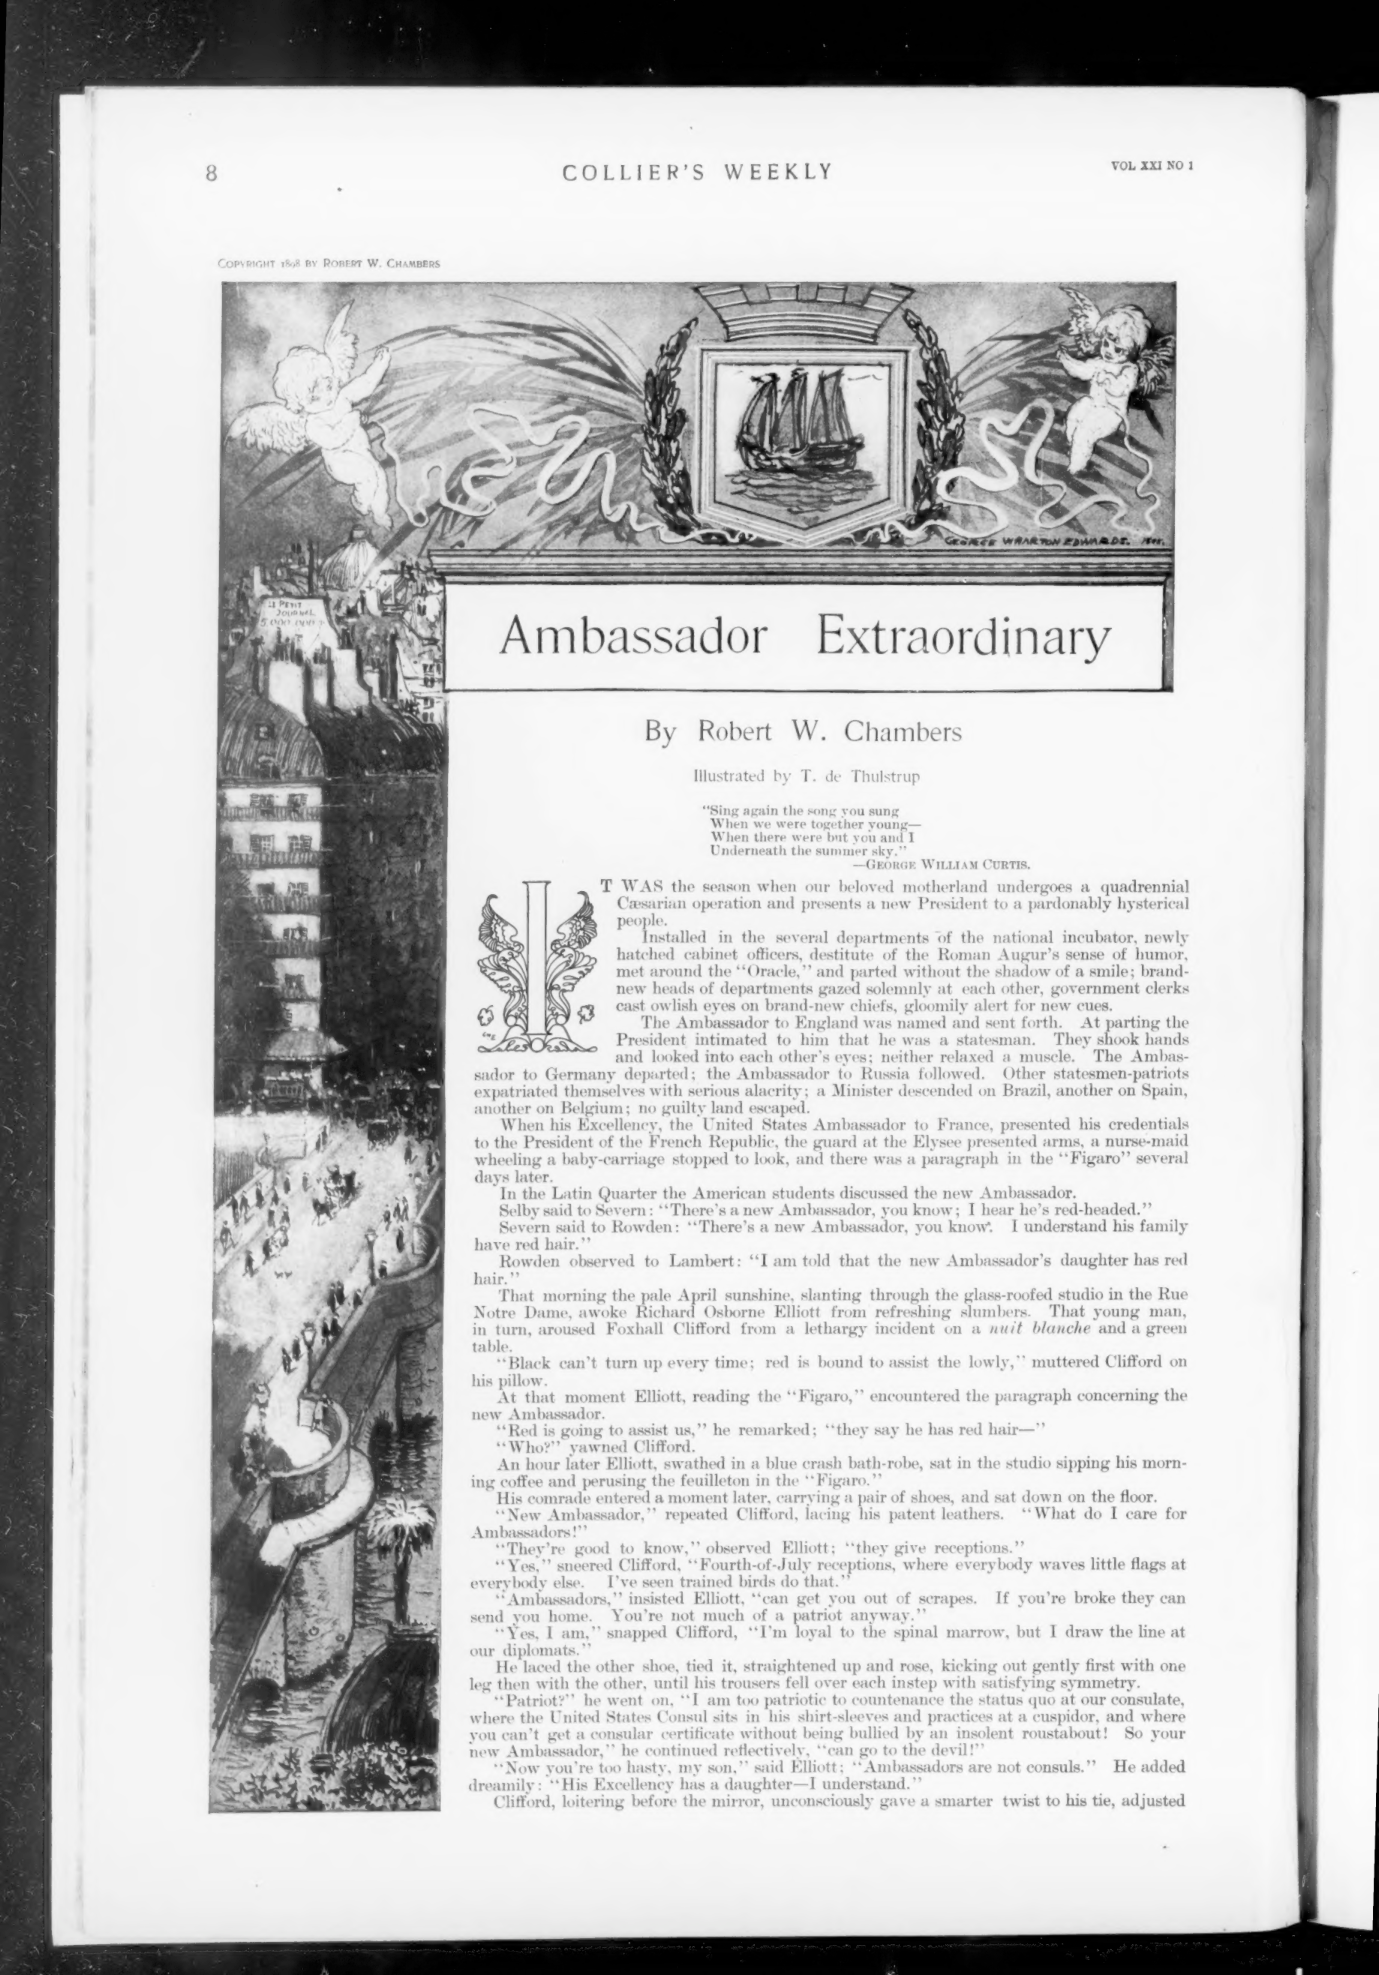 8
COLLIER'S WEEKLY
VOL XXI NO 1
COPYRIGHT 1898 BY ROBERT W. CHAMBERS
GEORGE WHARTON EDWARDS.
LE PETIT
JOURNAL
Ambassador Extraordinary
By Robert W. Chambers
Illustrated by T. de Thulstrup
"Sing again the song you sung
When we were together young—
When there were but you and I
Underneath the summer sky."
—GEORGE WILLIAM CURTIS.
IT WAS the season when our beloved motherland undergoes a quadrennial
Cæsarian operation and presents a new President to a pardonably hysterical
people.
Installed in the several departments of the national incubator, newly
hatched cabinet officers, destitute of the Roman Augur's sense of humor,
met around the "Oracle," and parted without the shadow of a smile; brand-
new heads of departments gazed solemnly at each other, government clerks
cast owlish eyes on brand-new chiefs, gloomily alert for new cues.
The Ambassador to England was named and sent forth. At parting the
President intimated to him that he was a statesman. They shook hands
and looked into each other's eyes; neither relaxed a muscle. The Ambas-
sador to Germany departed; the Ambassador to Russia followed. Other statesmen-patriots
expatriated themselves with serious alacrity; a Minister descended on Brazil, another on Spain,
another on Belgium; no guilty land escaped.
When his Excellency, the United States Ambassador to France, presented his credentials
to the President of the French Republic, the guard at the Elysee presented arms, a nurse-maid
wheeling a baby-carriage stopped to look, and there was a paragraph in the "Figaro" several
days later.
In the Latin Quarter the American students discussed the new Ambassador.
Selby said to Severn: "There's a new Ambassador, you know; I hear he's red-headed."
Severn said to Rowden: "There's a new Ambassador, you know. I understand his family
have red hair."
Rowden observed to Lambert: "I am told that the new Ambassador's daughter has red
hair."
That morning the pale April sunshine, slanting through the glass-roofed studio in the Rue
Notre Dame, awoke Richard Osborne Elliott from refreshing slumbers. That young man,
in turn, aroused Foxhall Clifford from a lethargy incident on a nuit blanche and a green
table.
"Black can't turn up every time; red is bound to assist the lowly," muttered Clifford on
his pillow.
At that moment Elliott, reading the "Figaro," encountered the paragraph concerning the
new Ambassador.
"Red is going to assist us," he remarked; "they say he has red hair—"
"Who?" yawned Clifford.
An hour later Elliott, swathed in a blue crash bath-robe, sat in the studio sipping his morn-
ing coffee and perusing the feuilleton in the "Figaro."
His comrade entered a moment later, carrying a pair of shoes, and sat down on the floor.
"New Ambassador," repeated Clifford, lacing his patent leathers. "What do I care for
Ambassadors!"
"They're good to know," observed Elliott; "they give receptions."
"Yes," sneered Clifford, "Fourth-of-July receptions, where everybody waves little flags at
everybody else. I've seen trained birds do that."
"Ambassadors," insisted Elliott, "can get you out of scrapes. If you're broke they can
send you home. You're not much of a patriot anyway."
"Yes, I am," snapped Clifford, "I'm loyal to the spinal marrow, but I draw the line at
our diplomats."
He laced the other shoe, tied it, straightened up and rose, kicking out gently first with one
leg then with the other, until his trousers fell over each instep with satisfying symmetry.
"Patriot?" he went on, "I am too patriotic to countenance the status quo at our consulate,
where the United States Consul sits in his shirt-sleeves and practices at a cuspidor, and where
you can't get a consular certificate without being bullied by an insolent roustabout! So your
new Ambassador," he continued reflectively, "can go to the devil!"
"Now you're too hasty, my son," said Elliott; "Ambassadors are not consuls." He added
dreamily: "His Excellency has a daughter—I understand."
Clifford, loitering before the mirror, unconsciously gave a smarter twist to his tie, adjusted